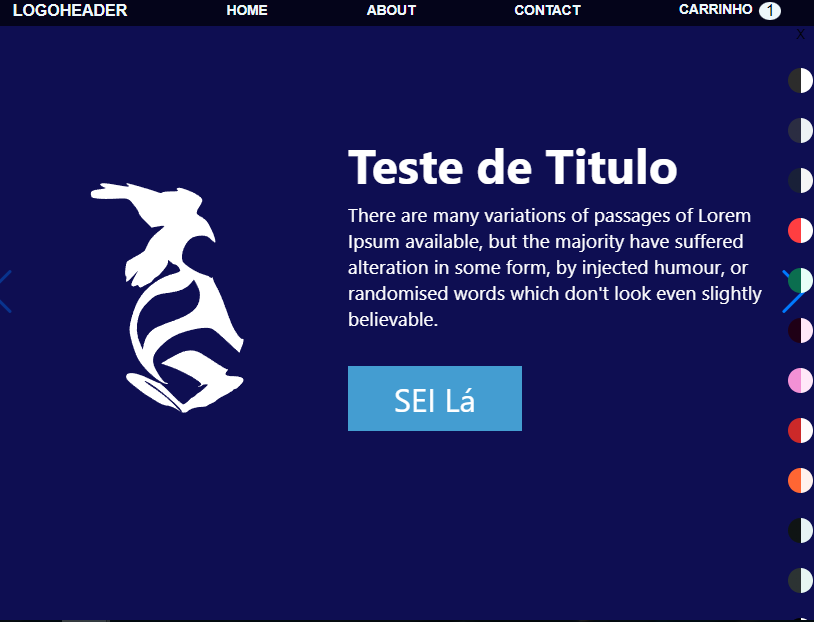 LOGOHEADER
HOME
ABOUT
CONTACT
CARRINHO 1
X
Teste de Titulo
There are many variations of passages of Lorem
Ipsum available, but the majority have suffered
alteration in some form, by injected humour, or
randomised words which don't look even slightly
believable.
SEI Lá